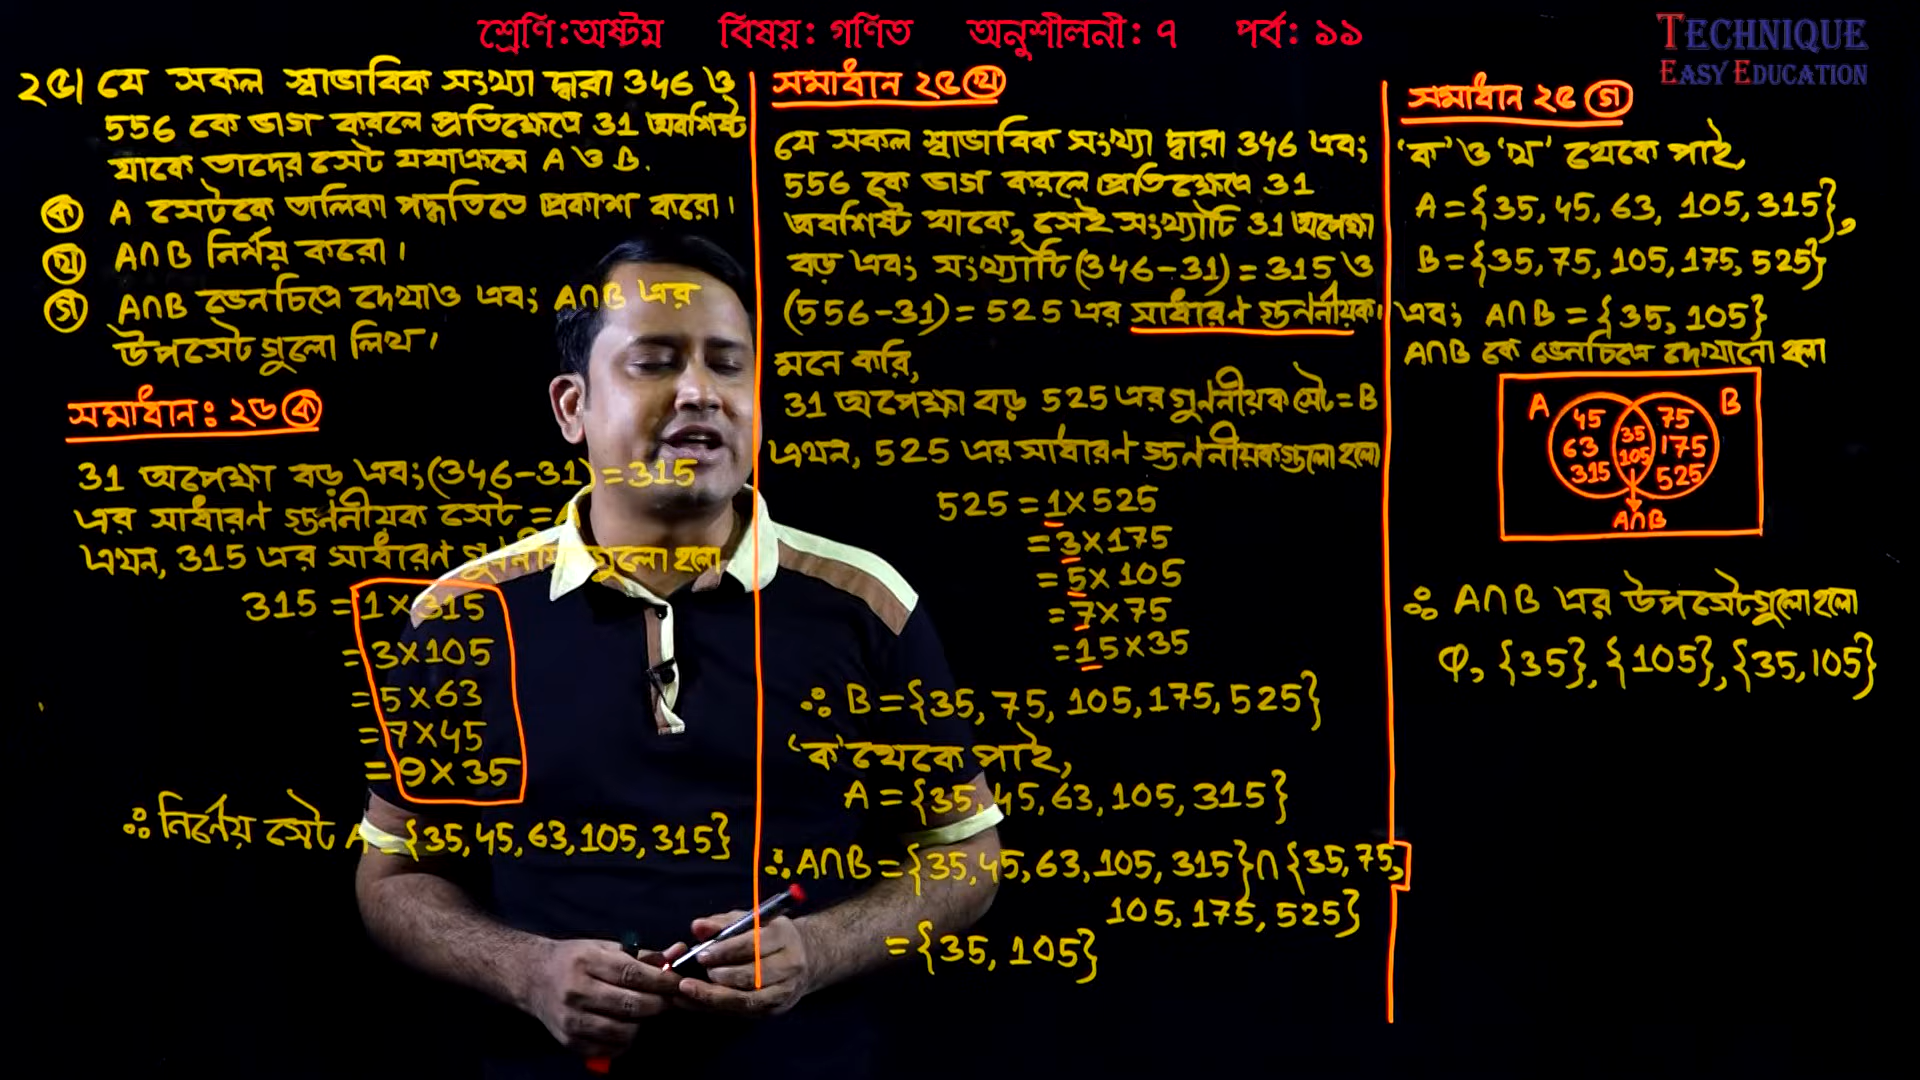 শ্রেণি:অষ্টম বিষয়: গণিত অনুশীলনী: ৭ পর্ব: ১১
TECHNIQUE
EASY EDUCATION
২৫। যে সকল স্বাভাবিক সংখ্যা দ্বারা 346 ও
556 কে ভাগ করলে প্রতিক্ষেত্রে 31 অবশিষ্ট
থাকে তাদের সেট যথাক্রমে A ও B.
ক A সেটকে তালিকা পদ্ধতিতে প্রকাশ করো।
খ A∩B নির্ণয় করো।
গ A∩B ভেনচিত্রে দেখাও এবং A∩B এর
উপসেট গুলো লিখ।
সমাধান: ২৫ ক
31 অপেক্ষা বড় এবং (346-31)=315
এর সাধারণ গুণনীয়ক সেট =
এখন, 315 এর সাধারণ গুণনীয়কগুলো হলো
315 = 1×315
= 3×105
= 5×63
= 7×45
= 9×35
∴ নির্ণেয় সেট A = {35,45,63,105,315}
সমাধান ২৫ খ
যে সকল স্বাভাবিক সংখ্যা দ্বারা 346 এবং
556 কে ভাগ করলে প্রতিক্ষেত্রে 31
অবশিষ্ট থাকে, সেই সংখ্যাটি 31 অপেক্ষা
বড় এবং সংখ্যাটি (346-31)=315 ও
(556-31)=525 এর সাধারণ গুণনীয়ক।
মনে করি,
31 অপেক্ষা বড় 525 এর গুণনীয়ক সেট=B
এখন, 525 এর সাধারণ গুণনীয়কগুলো হলো
525 = 1×525
= 3×175
= 5×105
= 7×75
= 15×35
∴ B={35, 75, 105, 175, 525}
'ক' থেকে পাই,
A = {35,45,63,105,315}
∴ A∩B={35,45,63,105,315}∩{35,75,
105,175,525}
={35, 105}
সমাধান ২৫ গ
'ক' ও 'খ' থেকে পাই,
A={35,45,63, 105,315},
B={35,75,105,175,525}
এবং A∩B = {35,105}
A∩B কে ভেনচিত্রে দেখানো হলো
A 45 63 315
35 105
75 175 525 B
A∩B
∴ A∩B এর উপসেটগুলো হলো
φ, {35}, {105}, {35,105}